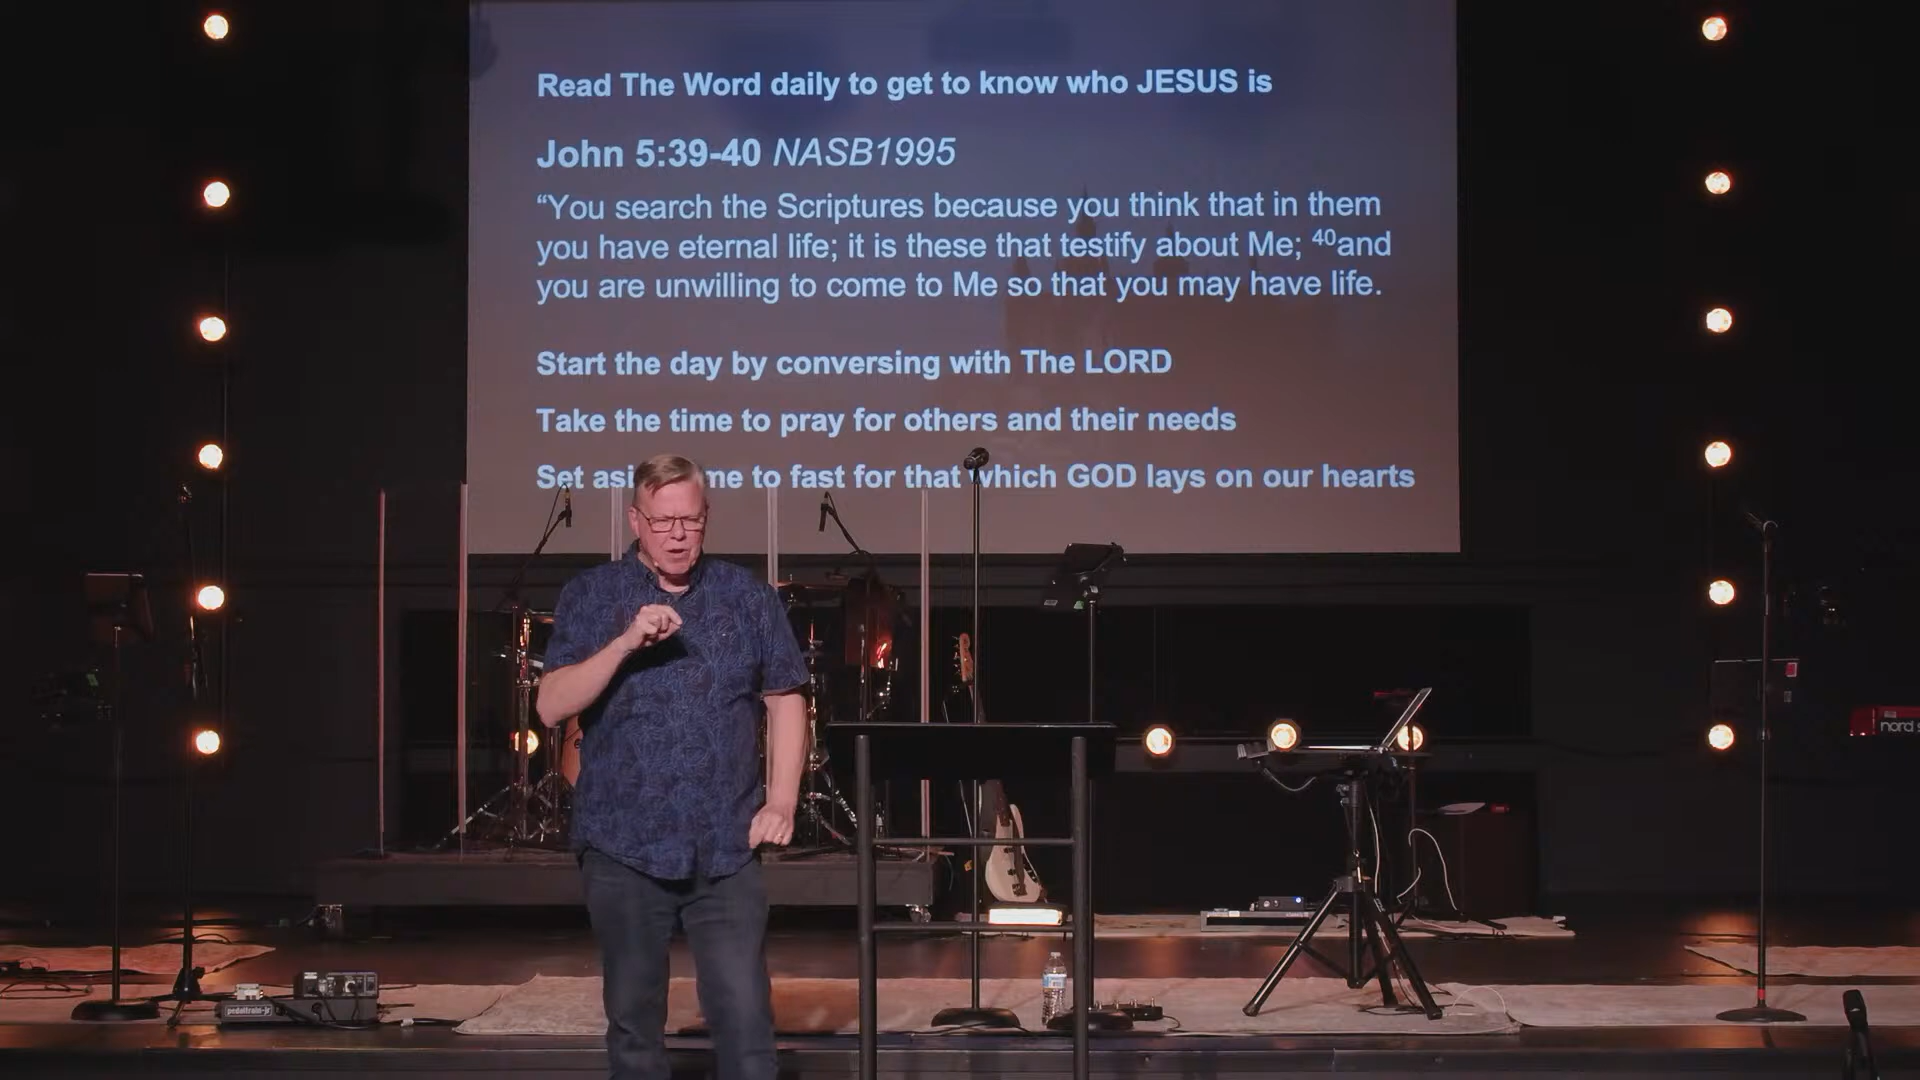 Read The Word daily to get to know who JESUS is
John 5:39-40 NASB1995
“You search the Scriptures because you think that in them
you have eternal life; it is these that testify about Me; 40and
you are unwilling to come to Me so that you may have life.
Start the day by conversing with The LORD
Take the time to pray for others and their needs
Set asi me to fast for that which GOD lays on our hearts
nord s
pedaltrain-jr